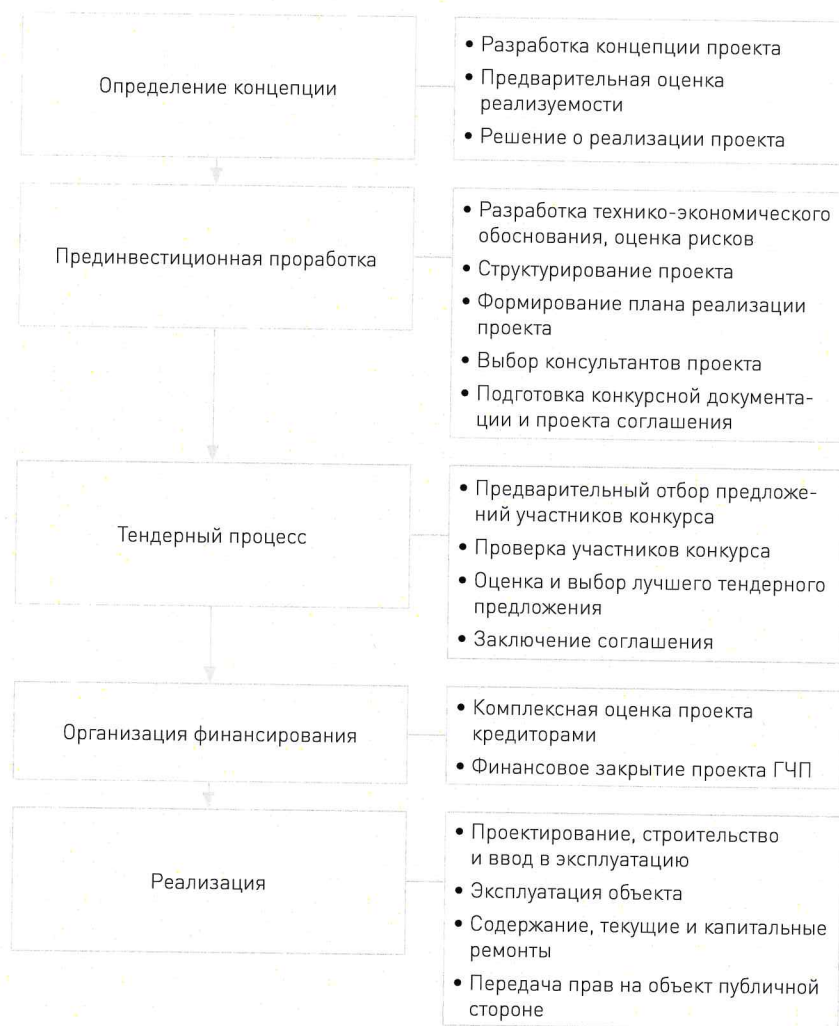 Определение концепции
• Разработка концепции проекта
• Предварительная оценка
реализуемости
• Решение о реализации проекта
Прединвестиционная проработка
• Разработка технико-экономического
обоснования, оценка рисков
• Структурирование проекта
• Формирование плана реализации
проекта
• Выбор консультантов проекта
• Подготовка конкурсной документа-
ции и проекта соглашения
Тендерный процесс
• Предварительный отбор предложе-
ний участников конкурса
• Проверка участников конкурса
• Оценка и выбор лучшего тендерного
предложения
• Заключение соглашения
Организация финансирования
• Комплексная оценка проекта
кредиторами
• Финансовое закрытие проекта ГЧП
Реализация
• Проектирование, строительство
и ввод в эксплуатацию
• Эксплуатация объекта
• Содержание, текущие и капитальные
ремонты
• Передача прав на объект публичной
стороне